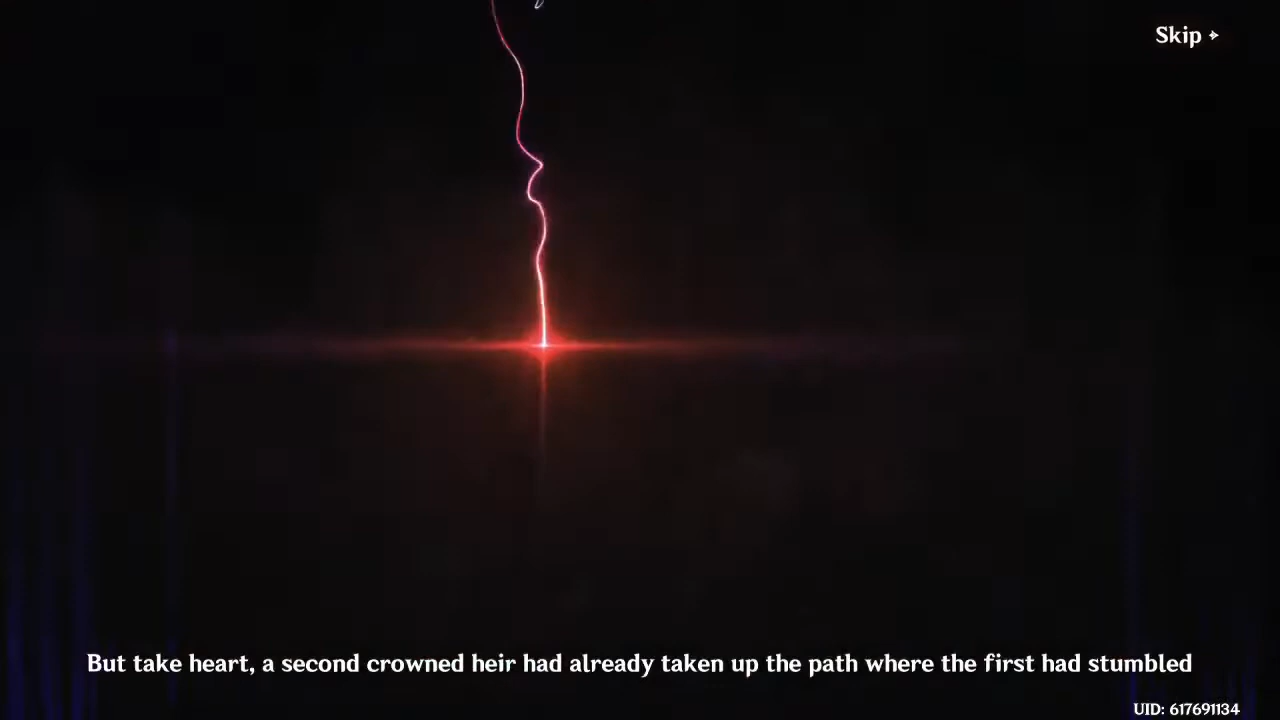 Skip
But take heart, a second crowned heir had already taken up the path where the first had stumbled
UID: 617691134